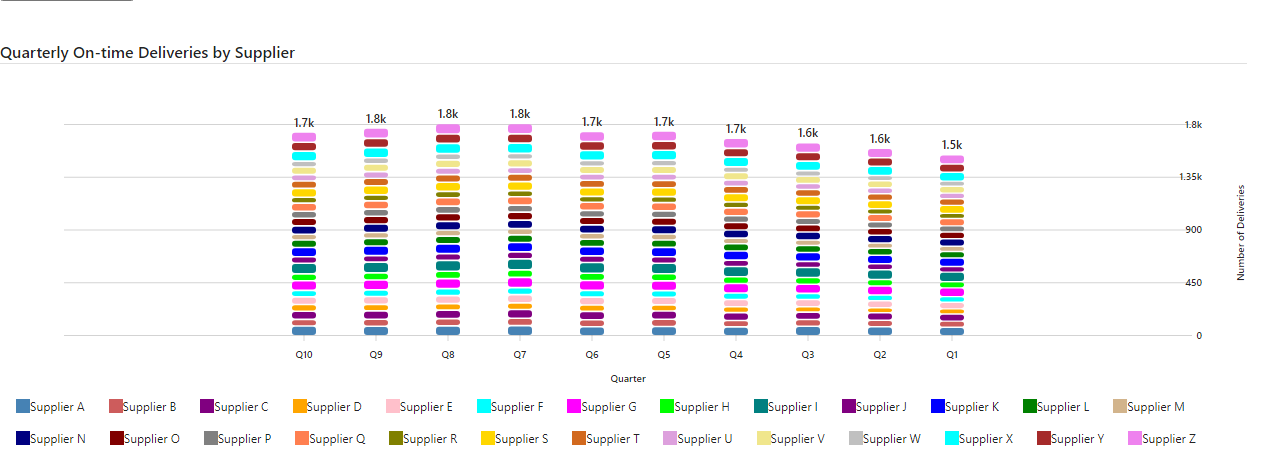 Quarterly On-time Deliveries by Supplier
1.7k 1.8k 1.8k 1.8k 1.7k 1.7k 1.7k 1.6k 1.6k 1.5k
1.8k
1.35k
900
450
0
Number of Deliveries
Q10 Q9 Q8 Q7 Q6 Q5 Q4 Q3 Q2 Q1
Quarter
Supplier A Supplier B Supplier C Supplier D Supplier E Supplier F Supplier G Supplier H Supplier I Supplier J Supplier K Supplier L Supplier M
Supplier N Supplier O Supplier P Supplier Q Supplier R Supplier S Supplier T Supplier U Supplier V Supplier W Supplier X Supplier Y Supplier Z